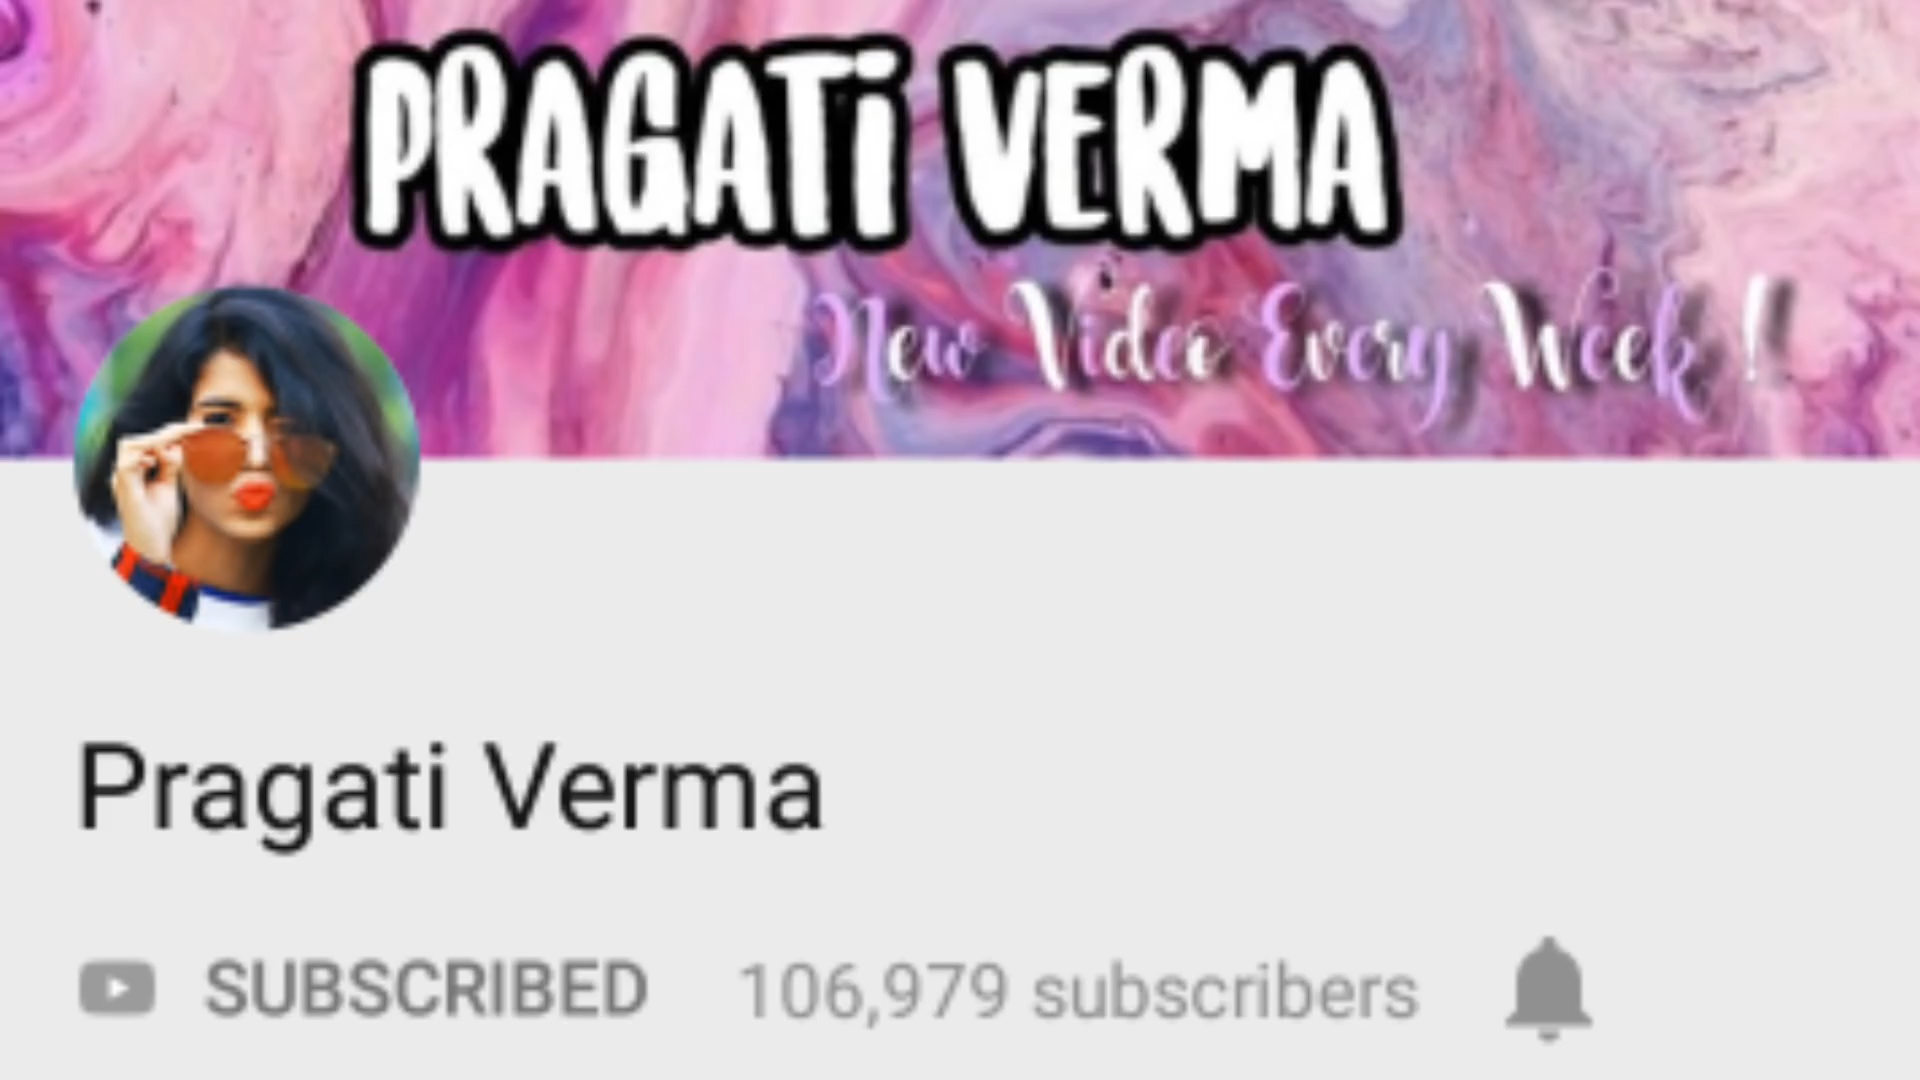 PRAGATi VERMA
New Video Every Week !
Pragati Verma
SUBSCRIBED 106,979 subscribers